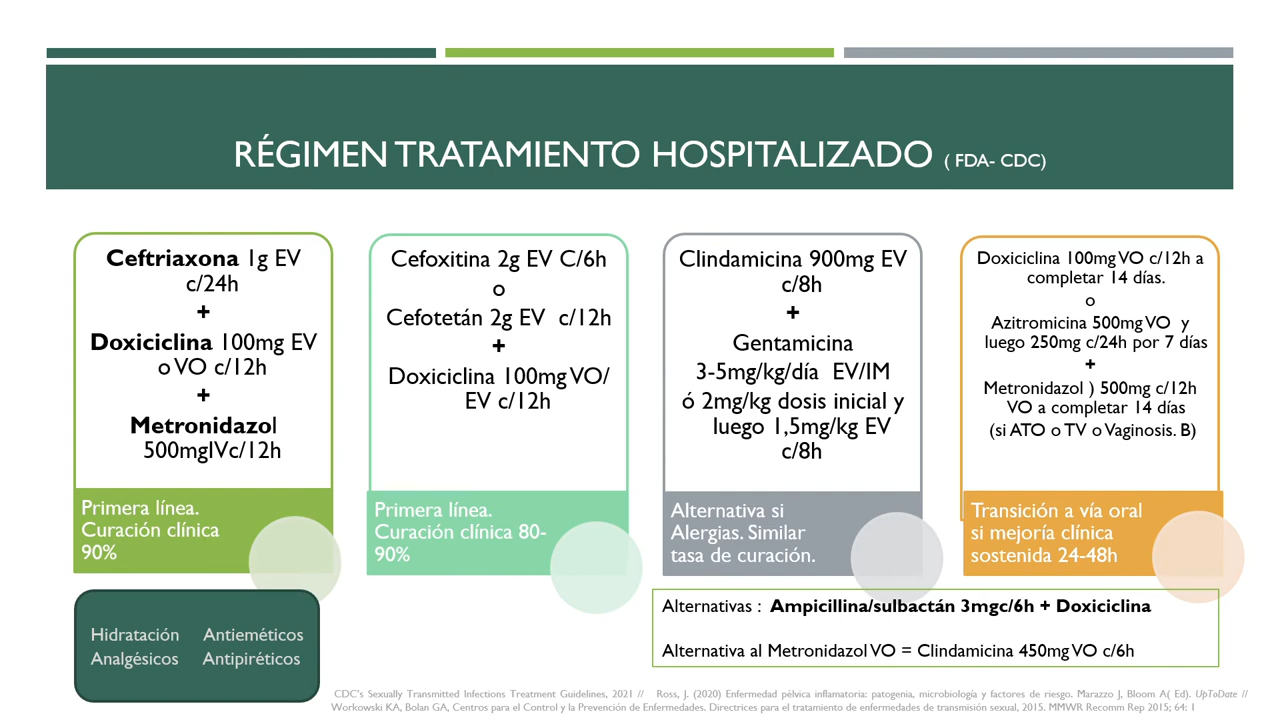 RÉGIMEN TRATAMIENTO HOSPITALIZADO ( FDA- CDC)
Ceftriaxona 1g EV
c/24h
+
Doxiciclina 100mg EV
o VO c/12h
+
Metronidazol
500mgIVc/12h
Primera línea.
Curación clínica
90%
Cefoxitina 2g EV C/6h
o
Cefotetán 2g EV c/12h
+
Doxiciclina 100mg VO/
EV c/12h
Primera línea.
Curación clínica 80-
90%
Clindamicina 900mg EV
c/8h
+
Gentamicina
3-5mg/kg/día EV/IM
ó 2mg/kg dosis inicial y
luego 1,5mg/kg EV
c/8h
Alternativa si
Alergias. Similar
tasa de curación.
Doxiciclina 100mg VO c/12h a
completar 14 días.
o
Azitromicina 500mg VO y
luego 250mg c/24h por 7 días
+
Metronidazol ) 500mg c/12h
VO a completar 14 días
(si ATO o TV o Vaginosis. B)
Transición a vía oral
si mejoría clínica
sostenida 24-48h
Hidratación Antieméticos
Analgésicos Antipiréticos
Alternativas : Ampicillina/sulbactán 3mgc/6h + Doxiciclina
Alternativa al Metronidazol VO = Clindamicina 450mg VO c/6h
CDC's Sexually Transmitted Infections Treatment Guidelines, 2021 // Ross, J. (2020) Enfermedad pélvica inflamatoria: patogenia, microbiología y factores de riesgo. Marazzo J, Bloom A( Ed). UpToDate //
Workowski KA, Bolan GA, Centros para el Control y la Prevención de Enfermedades. Directrices para el tratamiento de enfermedades de transmisión sexual, 2015. MMWR Recomm Rep 2015; 64: 1